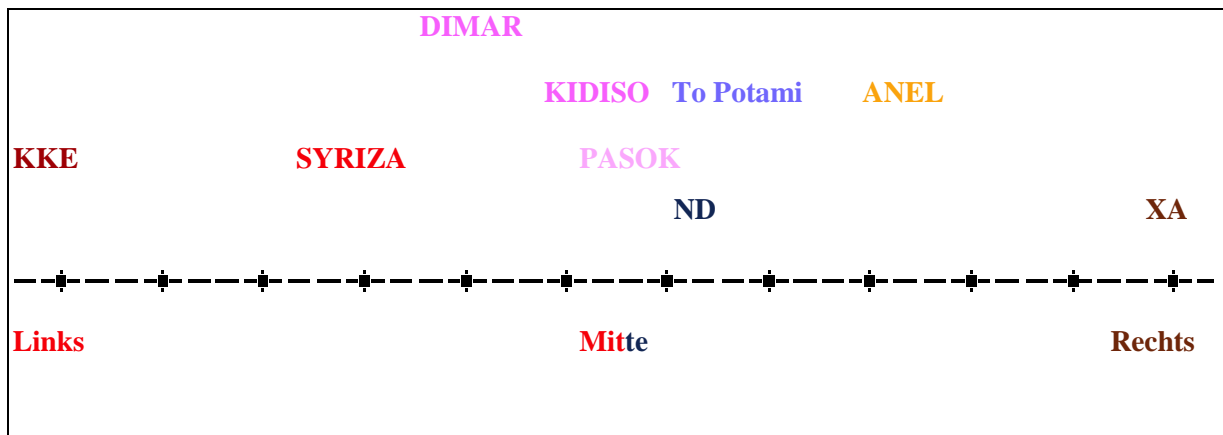 DIMAR
KIDISO To Potami ANEL
KKE SYRIZA PASOK
ND XA
Links Mitte Rechts